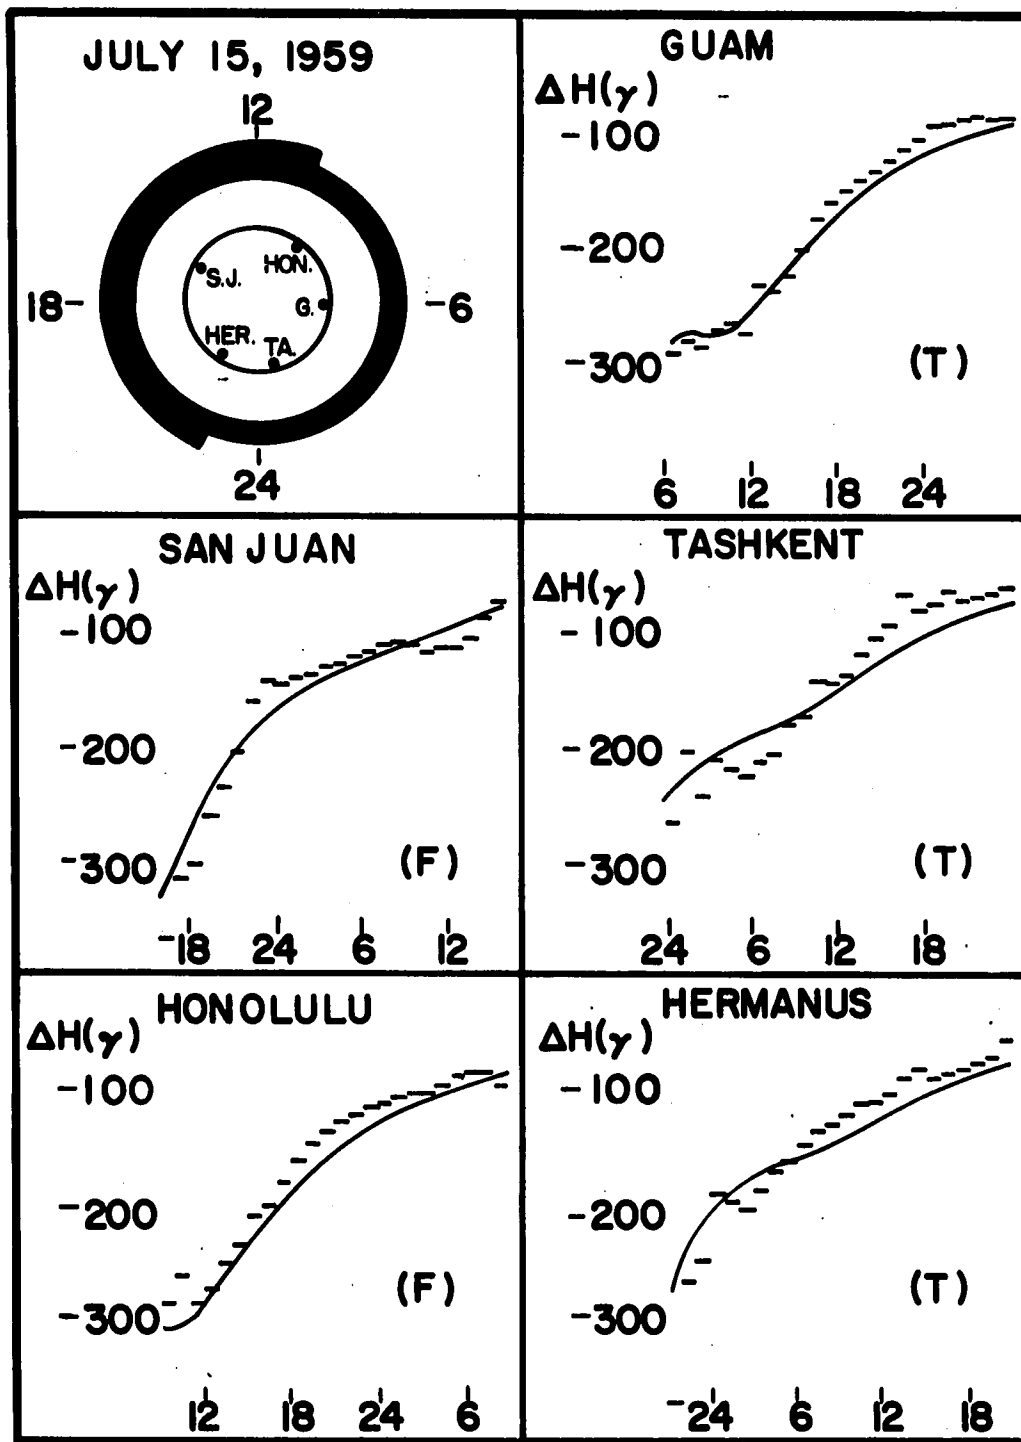 JULY 15, 1959
12
HON.
S.J.
18- G. -6
HER. TA.
24
GUAM
ΔH(γ)
-100
-200
-300 (T)
6 12 18 24
SAN JUAN
ΔH(γ)
-100
-200
-300 (F)
18 24 6 12
TASHKENT
ΔH(γ)
-100
-200
-300 (T)
24 6 12 18
HONOLULU
ΔH(γ)
-100
-200
-300 (F)
12 18 24 6
HERMANUS
ΔH(γ)
-100
-200
-300 (T)
24 6 12 18